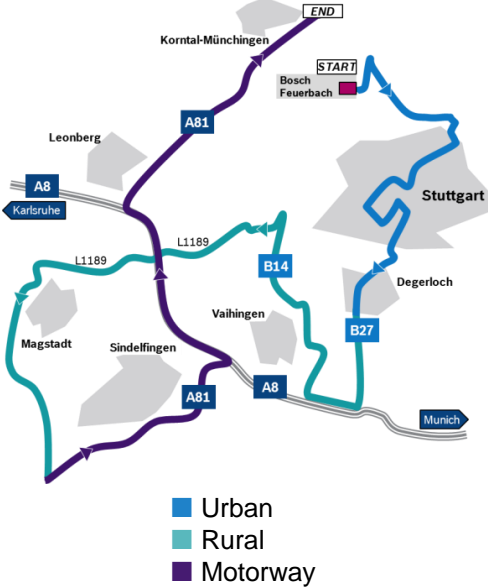 END
Korntal-Münchingen
START
Bosch
Feuerbach
A81
Leonberg
A8
Karlsruhe
Stuttgart
L1189
L1189
B14
Degerloch
Vaihingen
B27
Magstadt
Sindelfingen
A81
A8
Munich
Urban
Rural
Motorway